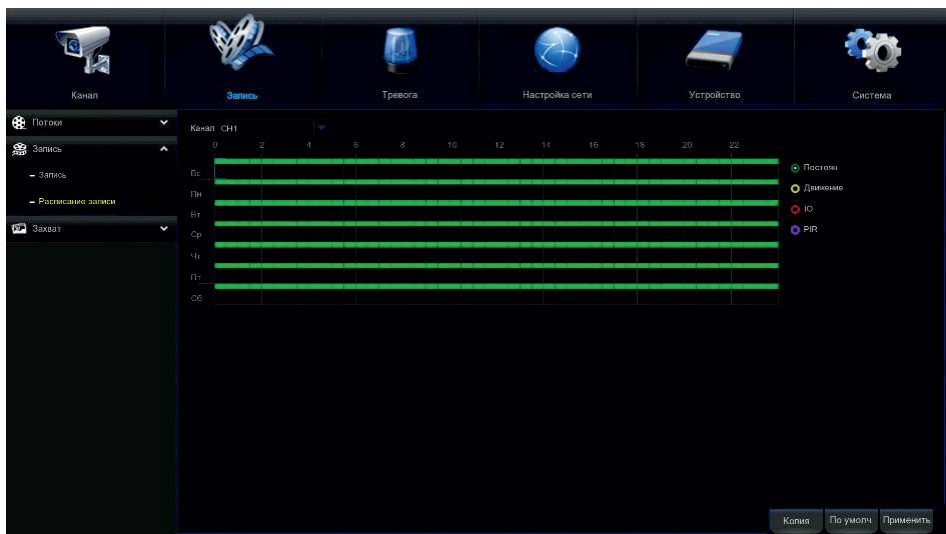 Канал Запись Тревога Настройка сети Устройство Система
Потоки
Запись
Запись
Расписание записи
Захват
Канал CH1
0 2 4 6 8 10 12 14 16 18 20 22
Вс
Пн
Вт
Ср
Чт
Пт
Сб
Постоян
Движение
IO
PIR
Копия По умолч. Применить